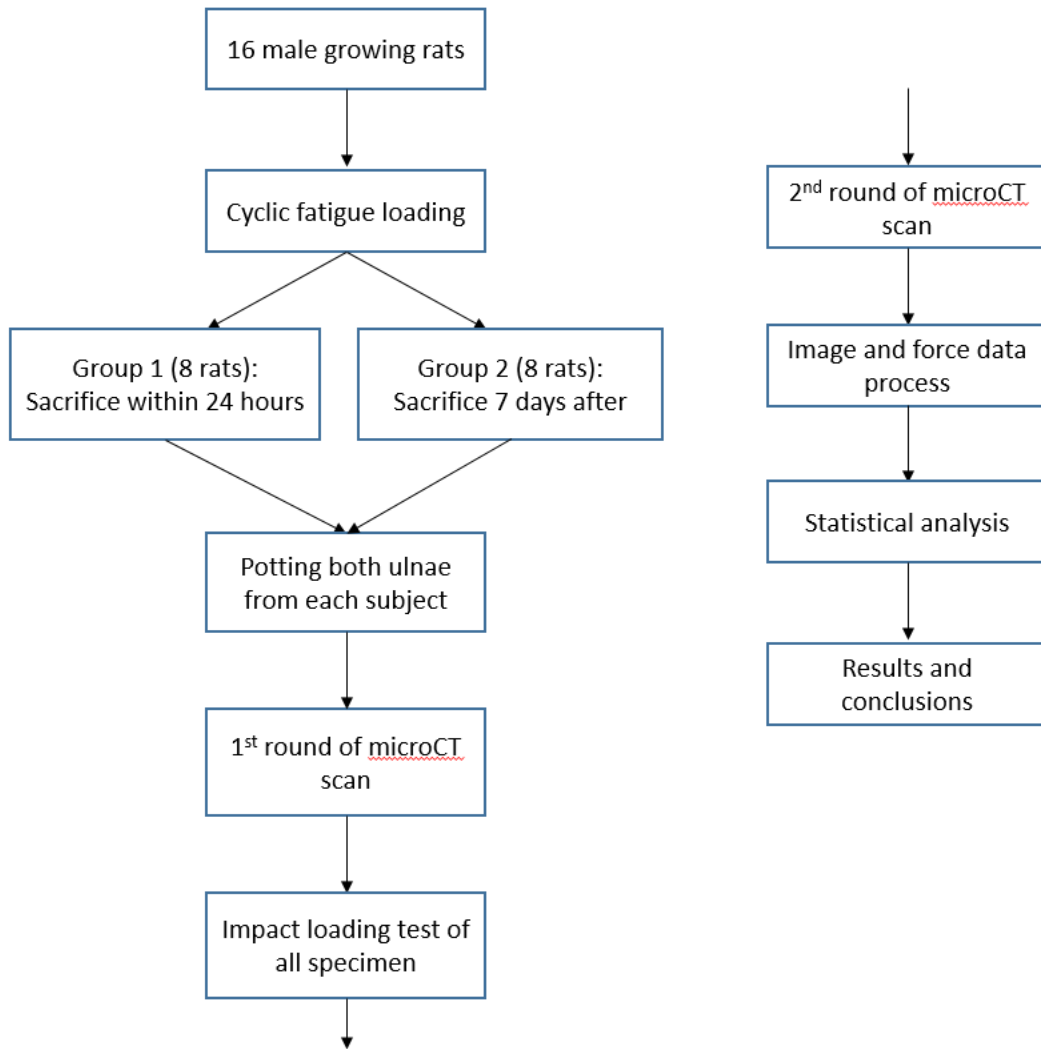 16 male growing rats
Cyclic fatigue loading
Group 1 (8 rats):
Sacrifice within 24 hours
Group 2 (8 rats):
Sacrifice 7 days after
Potting both ulnae
from each subject
1st round of microCT
scan
Impact loading test of
all specimen
2nd round of microCT
scan
Image and force data
process
Statistical analysis
Results and
conclusions